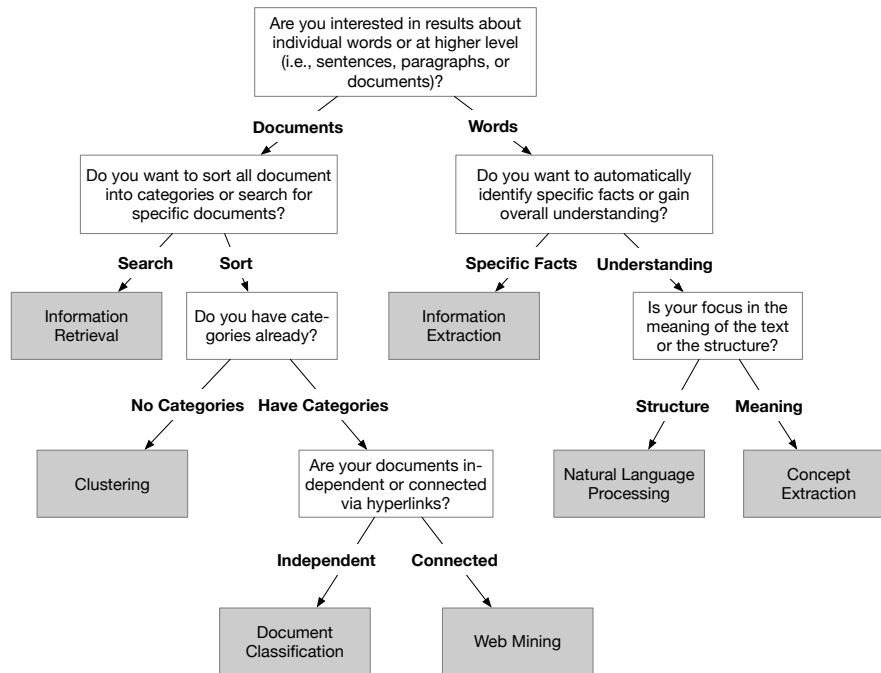 Are you interested in results about
individual words or at higher level
(i.e., sentences, paragraphs, or
documents)?
Documents
Words
Do you want to sort all document
into categories or search for
specific documents?
Do you want to automatically
identify specific facts or gain
overall understanding?
Search
Sort
Specific Facts
Understanding
Information
Retrieval
Do you have cate-
gories already?
Information
Extraction
Is your focus in the
meaning of the text
or the structure?
No Categories
Have Categories
Structure
Meaning
Clustering
Are your documents in-
dependent or connected
via hyperlinks?
Natural Language
Processing
Concept
Extraction
Independent
Connected
Document
Classification
Web Mining